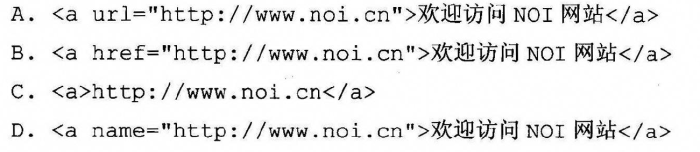 A. <a url="http://www.noi.cn">欢迎访问 NOI 网站</a>
B. <a href="http://www.noi.cn">欢迎访问 NOI 网站</a>
C. <a>http://www.noi.cn</a>
D. <a name="http://www.noi.cn">欢迎访问 NOI 网站</a>